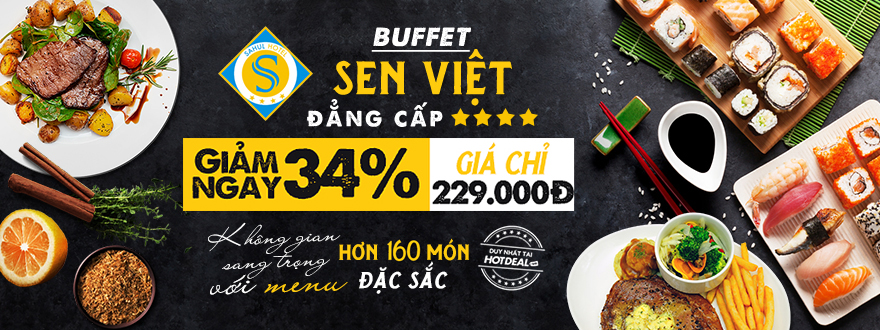 SAHUL HOTEL
S
BUFFET
SEN VIỆT
ĐẲNG CẤP
GIẢM
NGAY 34%
GIÁ CHỈ
229.000Đ
Không gian
sang trọng
với menu
HƠN 160 MÓN
ĐẶC SẮC
DUY NHẤT TẠI
HOTDEAL